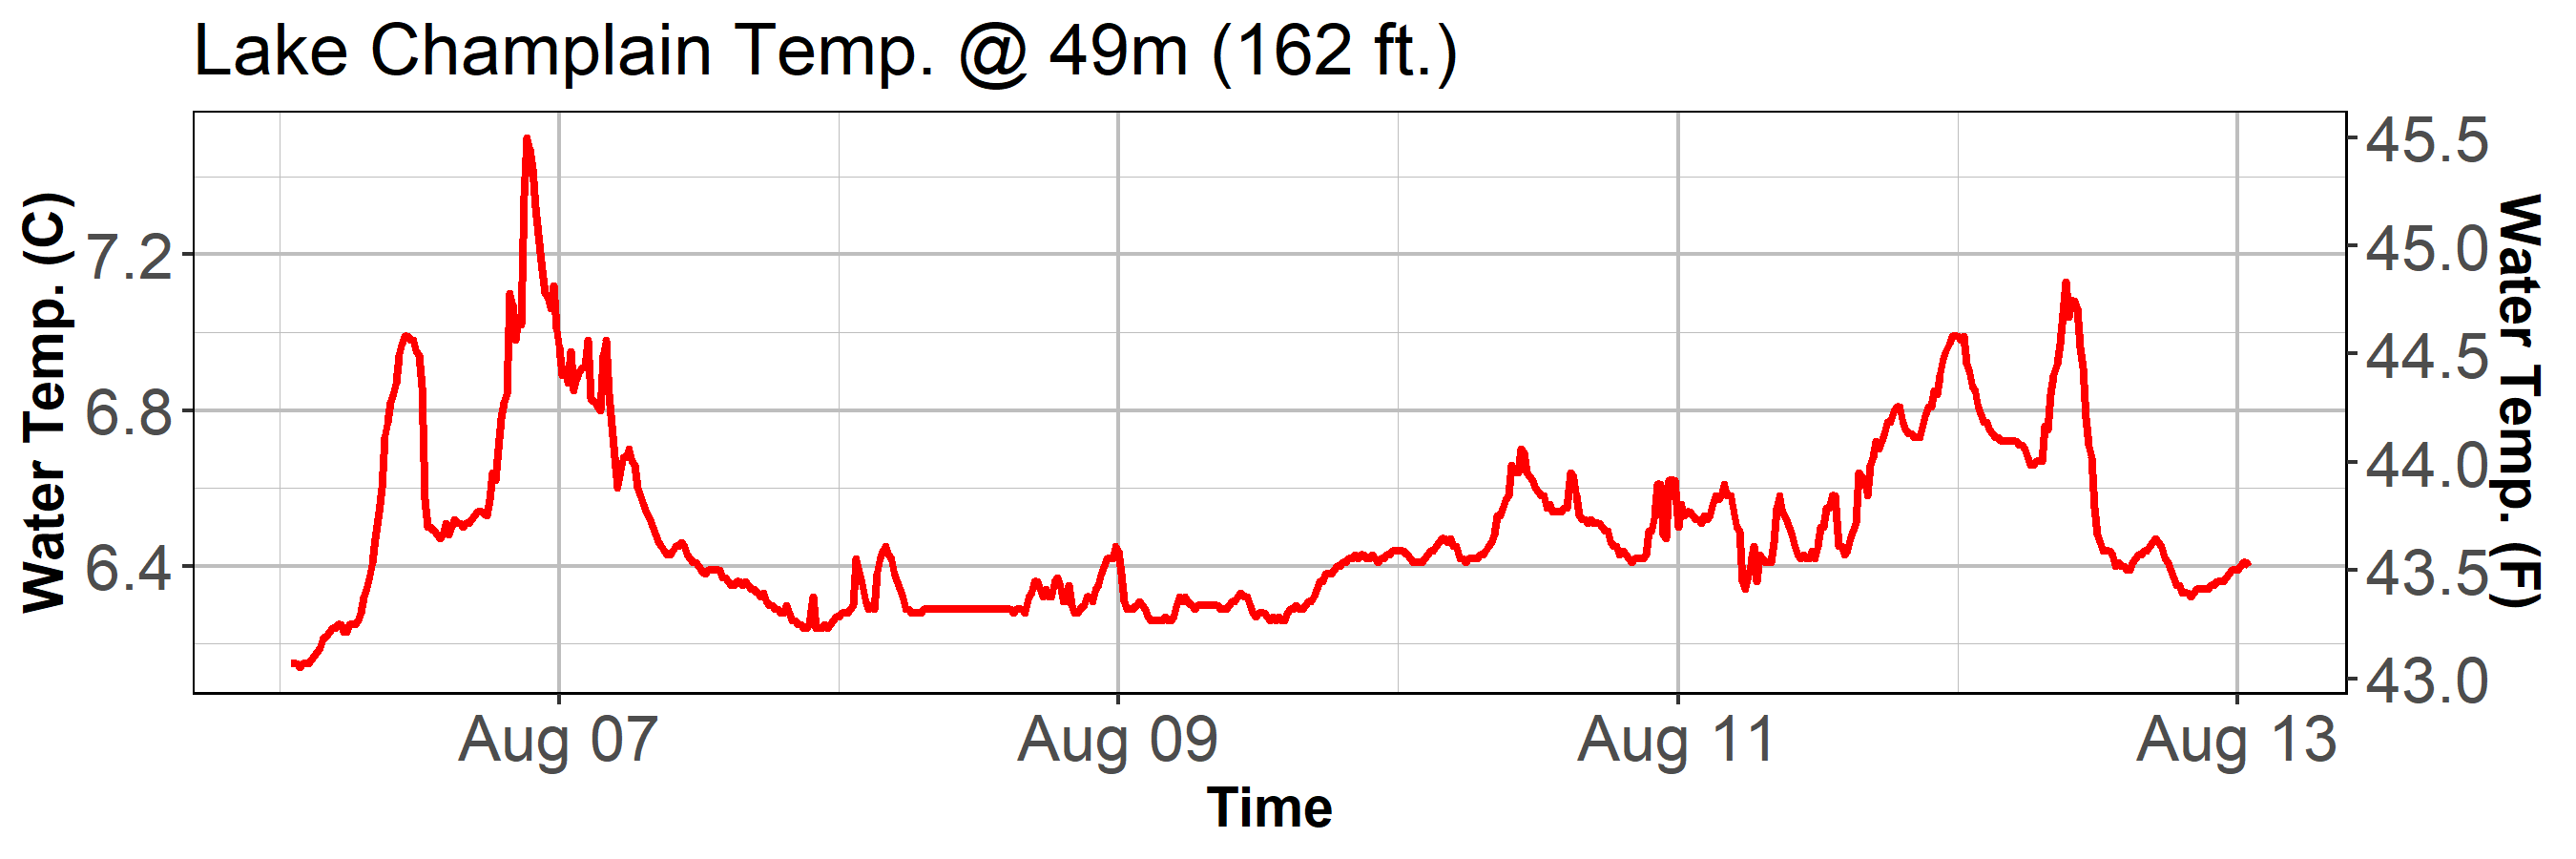 Lake Champlain Temp. @ 49m (162 ft.)
Water Temp. (C)
7.2
6.8
6.4
45.5
45.0
44.5
44.0
43.5
43.0
Water Temp. (F)
Aug 07
Aug 09
Aug 11
Aug 13
Time